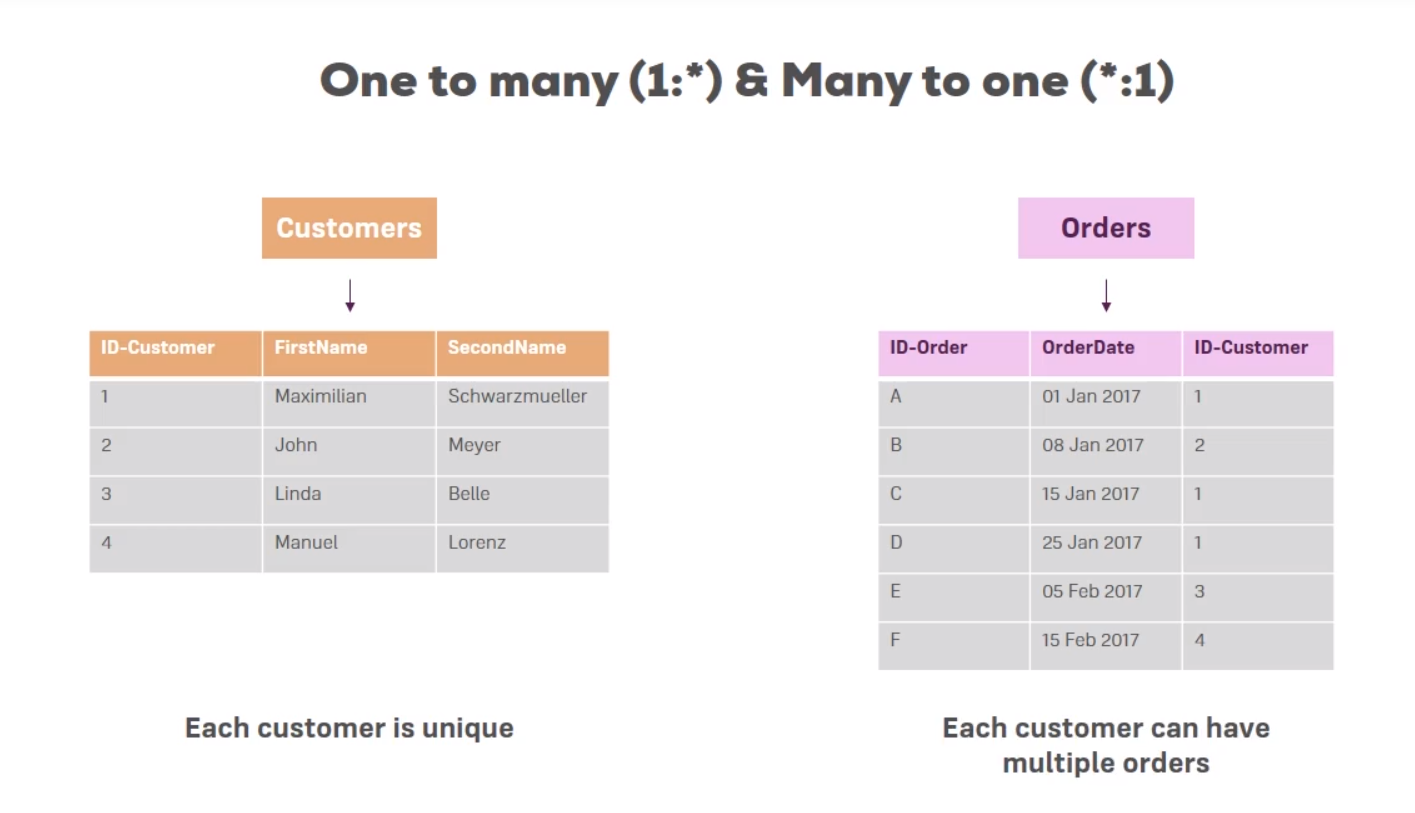 One to many (1:*) & Many to one (*:1)
Customers
ID-Customer FirstName SecondName
1 Maximilian Schwarzmueller
2 John Meyer
3 Linda Belle
4 Manuel Lorenz
Each customer is unique
Orders
ID-Order OrderDate ID-Customer
A 01 Jan 2017 1
B 08 Jan 2017 2
C 15 Jan 2017 1
D 25 Jan 2017 1
E 05 Feb 2017 3
F 15 Feb 2017 4
Each customer can have
multiple orders